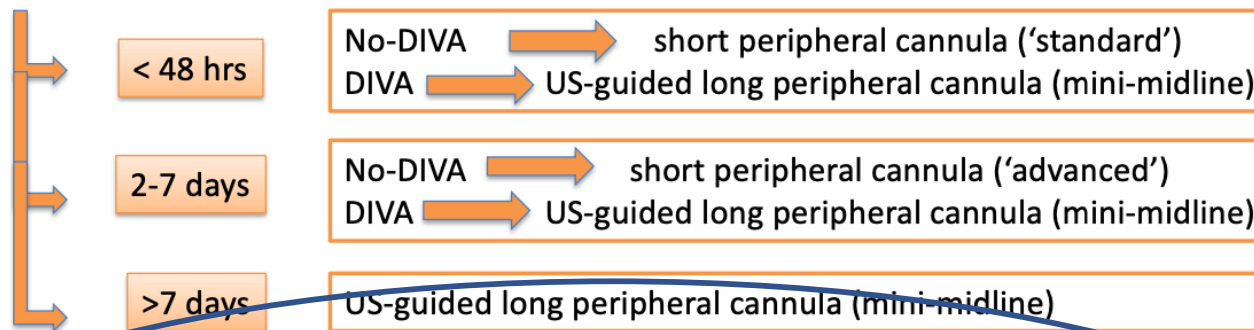 < 48 hrs
No-DIVA short peripheral cannula (‘standard’)
DIVA US-guided long peripheral cannula (mini-midline)
2-7 days
No-DIVA short peripheral cannula (‘advanced’)
DIVA US-guided long peripheral cannula (mini-midline)
>7 days
US-guided long peripheral cannula (mini-midline)